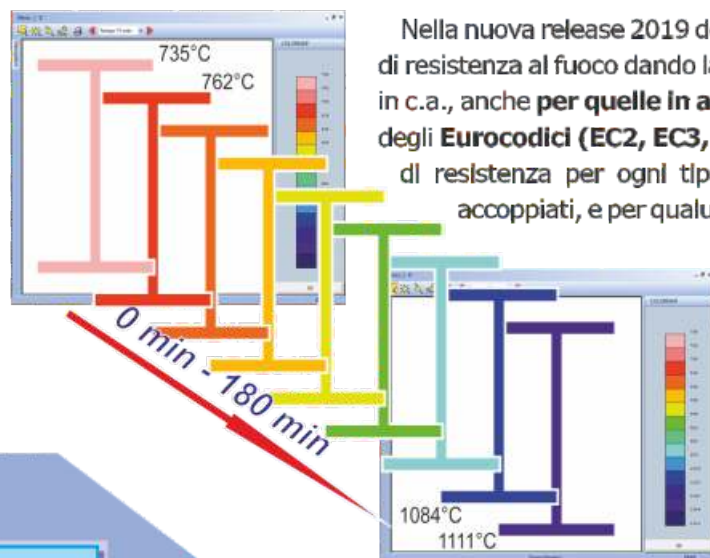 Nella nuova release 2019 d
di resistenza al fuoco dando la
in c.a., anche per quelle in a
degli Eurocodici (EC2, EC3,
di resistenza per ogni tip
accoppiati, e per qualu
735°C
762°C
0 min - 180 min
1084°C
1111°C